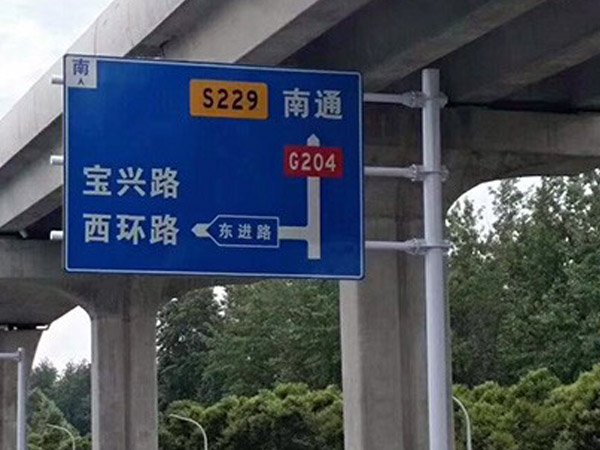 南
S229 南通
G204
宝兴路
西环路
东进路